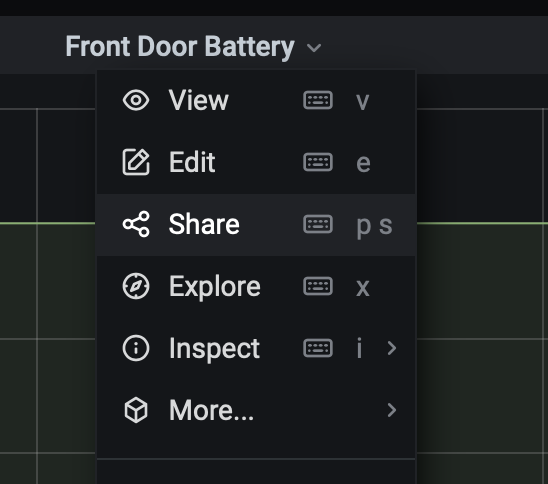 Front Door Battery
View v
Edit e
Share p s
Explore x
Inspect i
More...